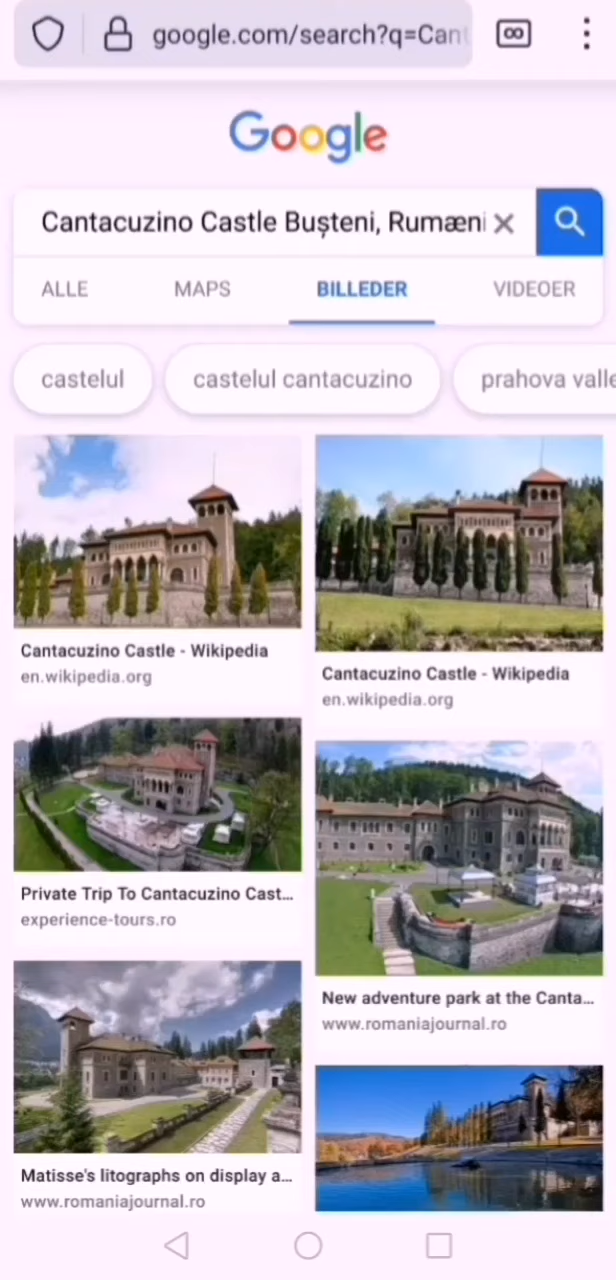 google.com/search?q=Cant
Google
Cantacuzino Castle Bușteni, Rumæni
ALLE MAPS BILLEDER VIDEOER
castelul castelul cantacuzino prahova valle
Cantacuzino Castle - Wikipedia
en.wikipedia.org
Cantacuzino Castle - Wikipedia
en.wikipedia.org
Private Trip To Cantacuzino Cast...
experience-tours.ro
New adventure park at the Canta...
www.romaniajournal.ro
Matisse's litographs on display a...
www.romaniajournal.ro